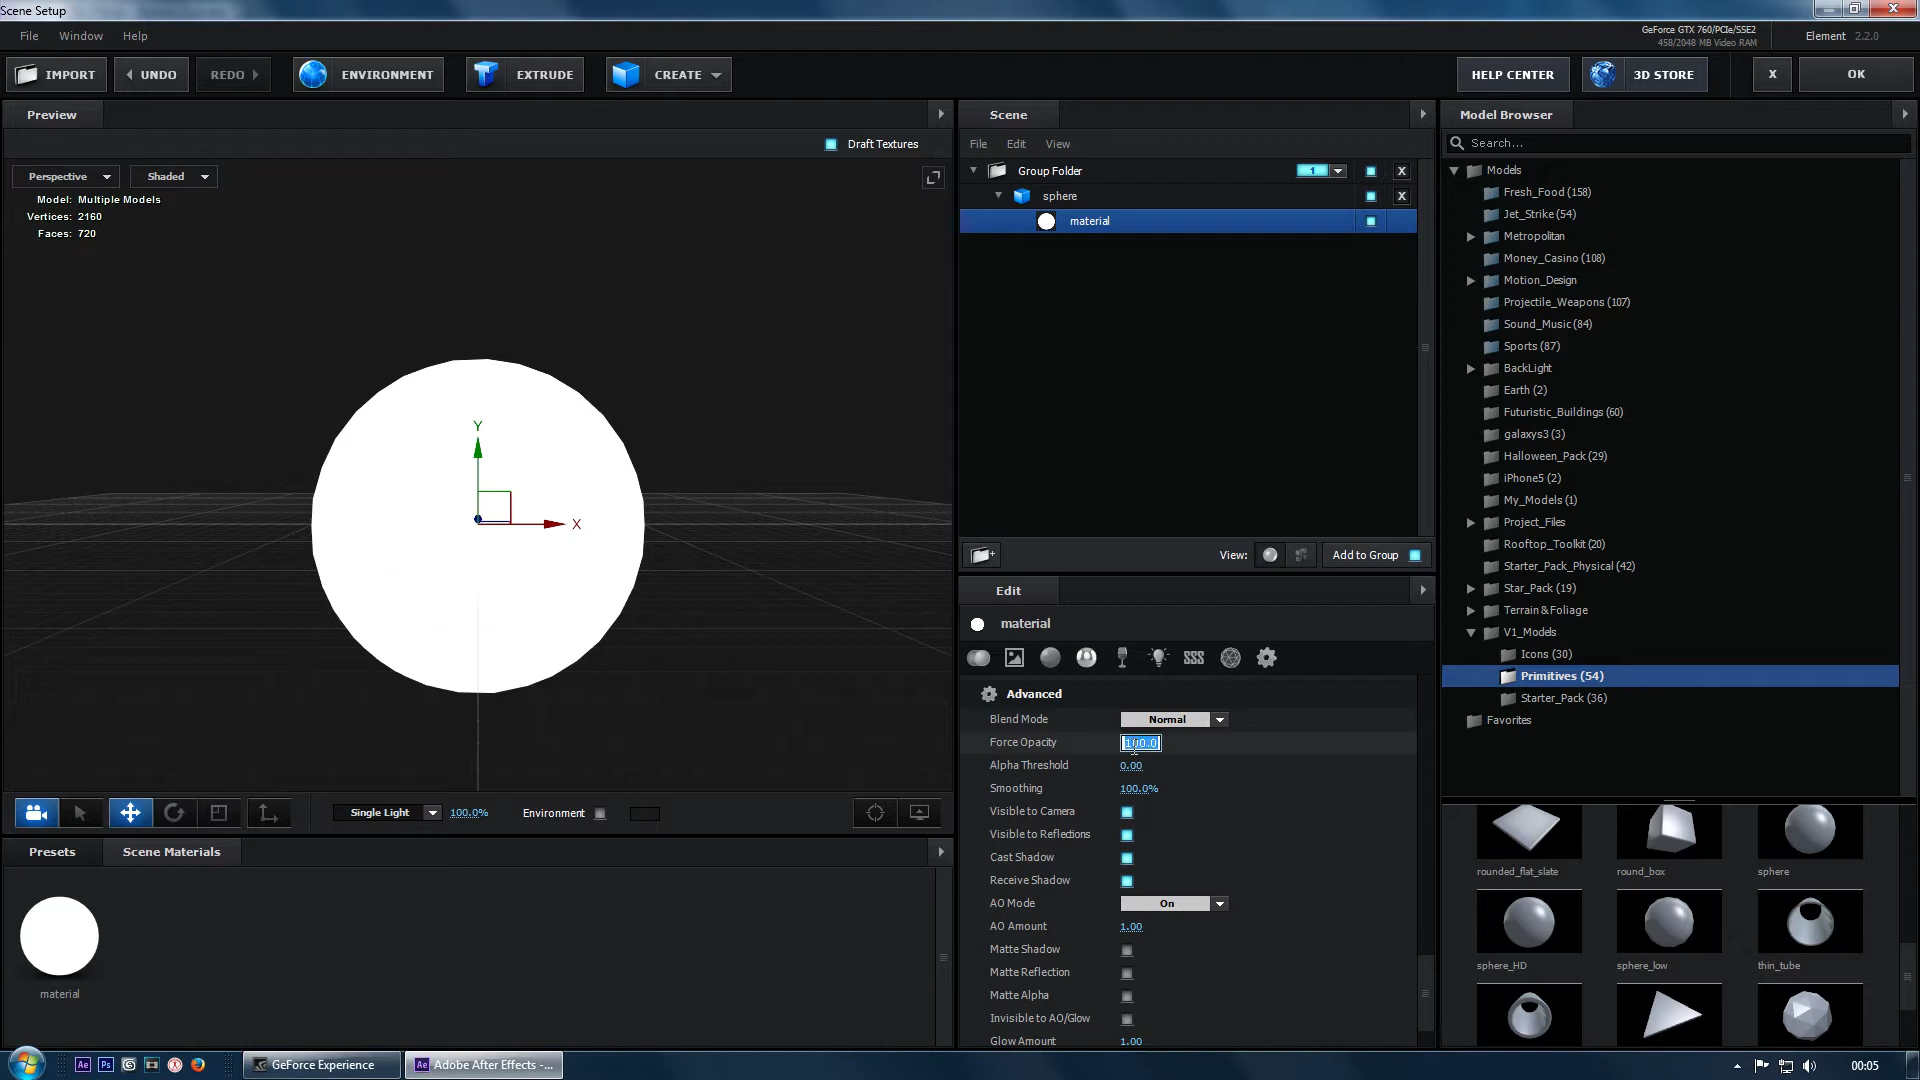 Scene Setup
File Window Help
GeForce GTX 760/PCIe/SSE2
458/2048 MB Video RAM
Element 2.2.0
IMPORT UNDO REDO ENVIRONMENT EXTRUDE CREATE HELP CENTER 3D STORE X OK
Preview
Draft Textures
Perspective Shaded
Model: Multiple Models
Vertices: 2160
Faces: 720
Y
X
Single Light 100.0% Environment
Presets Scene Materials
material
Scene
File Edit View
Group Folder 1 X
sphere X
material
View: Add to Group
Edit
material
Advanced
Blend Mode Normal
Force Opacity 100.0
Alpha Threshold 0.00
Smoothing 100.0%
Visible to Camera
Visible to Reflections
Cast Shadow
Receive Shadow
AO Mode On
AO Amount 1.00
Matte Shadow
Matte Reflection
Matte Alpha
Invisible to AO/Glow
Glow Amount 1.00
Model Browser
Search...
Models
Fresh_Food (158)
Jet_Strike (54)
Metropolitan
Money_Casino (108)
Motion_Design
Projectile_Weapons (107)
Sound_Music (84)
Sports (87)
BackLight
Earth (2)
Futuristic_Buildings (60)
galaxys3 (3)
Halloween_Pack (29)
iPhone5 (2)
My_Models (1)
Project_Files
Rooftop_Toolkit (20)
Starter_Pack_Physical (42)
Star_Pack (19)
Terrain&Foliage
V1_Models
Icons (30)
Primitives (54)
Starter_Pack (36)
Favorites
rounded_flat_slate round_box sphere
sphere_HD sphere_low thin_tube
Ae Ps GeForce Experience Ae Adobe After Effects -... 00:05